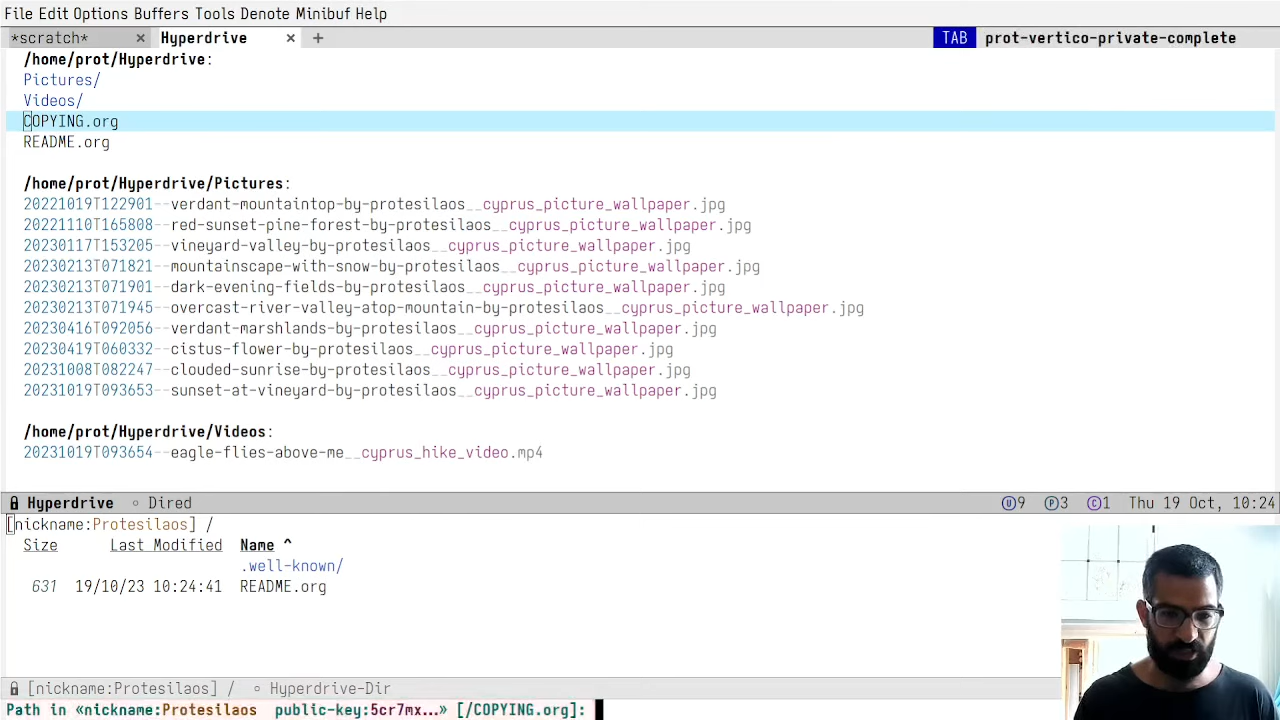 File Edit Options Buffers Tools Denote Minibuf Help
*scratch* × Hyperdrive × + TAB prot-vertico-private-complete
/home/prot/Hyperdrive:
Pictures/
Videos/
COPYING.org
README.org
/home/prot/Hyperdrive/Pictures:
20221019T122901--verdant-mountaintop-by-protesilaos__cyprus_picture_wallpaper.jpg
20221110T165808--red-sunset-pine-forest-by-protesilaos__cyprus_picture_wallpaper.jpg
20230117T153205--vineyard-valley-by-protesilaos__cyprus_picture_wallpaper.jpg
20230213T071821--mountainscape-with-snow-by-protesilaos__cyprus_picture_wallpaper.jpg
20230213T071901--dark-evening-fields-by-protesilaos__cyprus_picture_wallpaper.jpg
20230213T071945--overcast-river-valley-atop-mountain-by-protesilaos__cyprus_picture_wallpaper.jpg
20230416T092056--verdant-marshlands-by-protesilaos__cyprus_picture_wallpaper.jpg
20230419T060332--cistus-flower-by-protesilaos__cyprus_picture_wallpaper.jpg
20231008T082247--clouded-sunrise-by-protesilaos__cyprus_picture_wallpaper.jpg
20231019T093653--sunset-at-vineyard-by-protesilaos__cyprus_picture_wallpaper.jpg
/home/prot/Hyperdrive/Videos:
20231019T093654--eagle-flies-above-me__cyprus_hike_video.mp4
Hyperdrive ◦ Dired Ⓤ9 Ⓟ3 Ⓒ1 Thu 19 Oct, 10:24
[nickname:Protesilaos] /
Size Last Modified Name ^
.well-known/
631 19/10/23 10:24:41 README.org
[nickname:Protesilaos] / ◦ Hyperdrive-Dir
Path in «nickname:Protesilaos public-key:5cr7mx…» [/COPYING.org]: